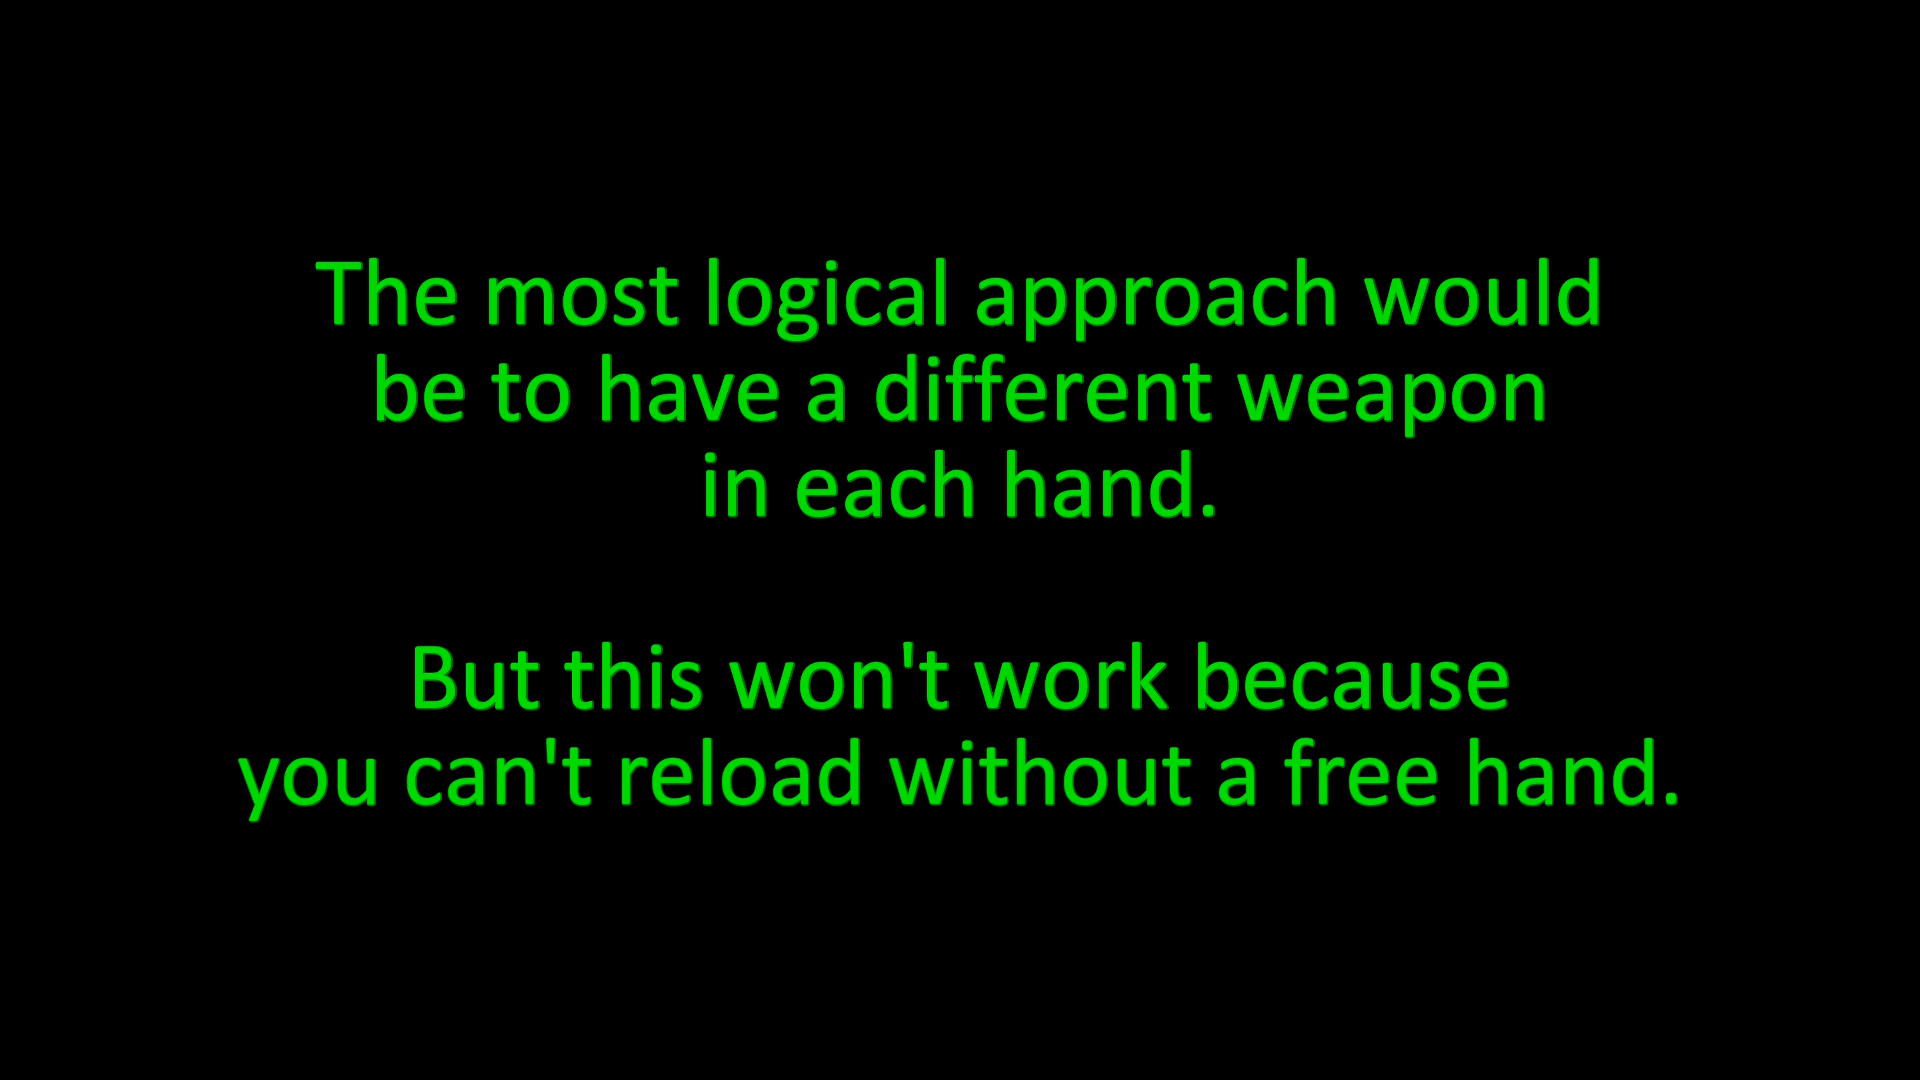 The most logical approach would
be to have a different weapon
in each hand.
But this won't work because
you can't reload without a free hand.